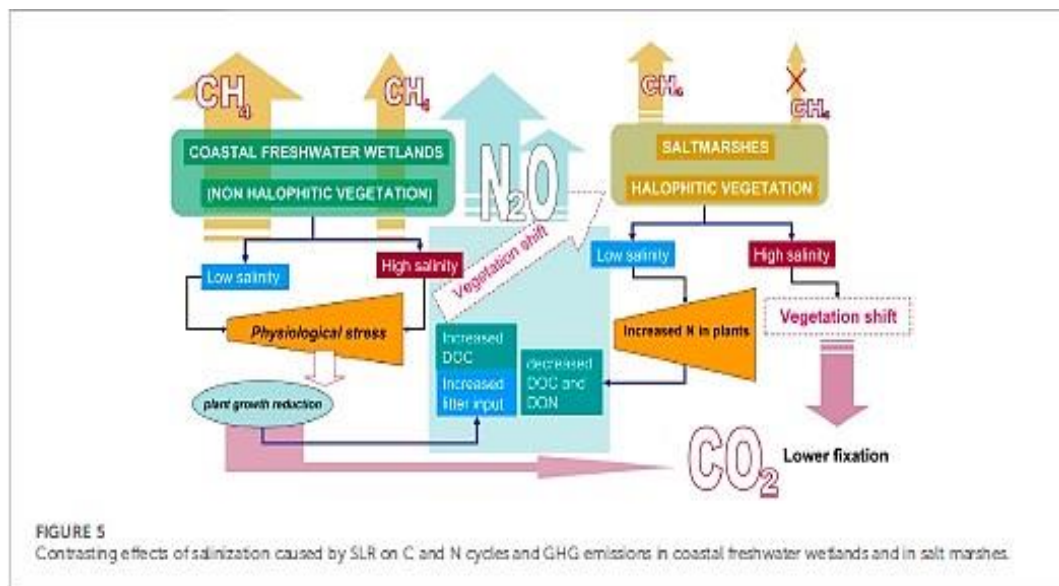 CH₄
CH₄
N₂O
CH₄
CH₄
COASTAL FRESHWATER WETLANDS
(NON HALOPHITIC VEGETATION)
SALTMARSHES
HALOPHITIC VEGETATION
Low salinity
High salinity
Vegetation shift
Low salinity
High salinity
Physiological stress
Increased N in plants
Vegetation shift
Increased
DOC
Increased
litter input
decreased
DOC and
DON
plant growth reduction
CO₂
Lower fixation
FIGURE 5
Contrasting effects of salinization caused by SLR on C and N cycles and GHG emissions in coastal freshwater wetlands and in salt marshes.